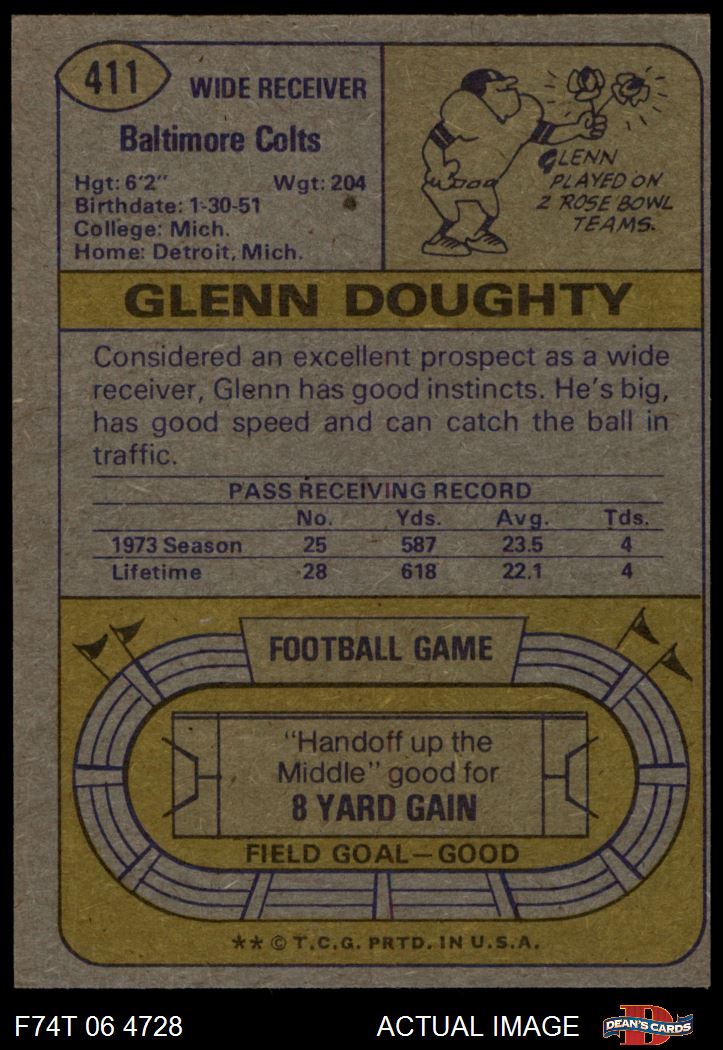 411
WIDE RECEIVER
Baltimore Colts
Hgt: 6'2" Wgt: 204
Birthdate: 1-30-51
College: Mich.
Home: Detroit, Mich.
GLENN
PLAYED ON
2 ROSE BOWL
TEAMS.
GLENN DOUGHTY
Considered an excellent prospect as a wide
receiver, Glenn has good instincts. He's big,
has good speed and can catch the ball in
traffic.
PASS RECEIVING RECORD
No. Yds. Avg. Tds.
1973 Season 25 587 23.5 4
Lifetime 28 618 22.1 4
FOOTBALL GAME
"Handoff up the
Middle" good for
8 YARD GAIN
FIELD GOAL—GOOD
** © T.C.G. PRTD. IN U.S.A.
F74T 06 4728 ACTUAL IMAGE
D
DEAN'S CARDS